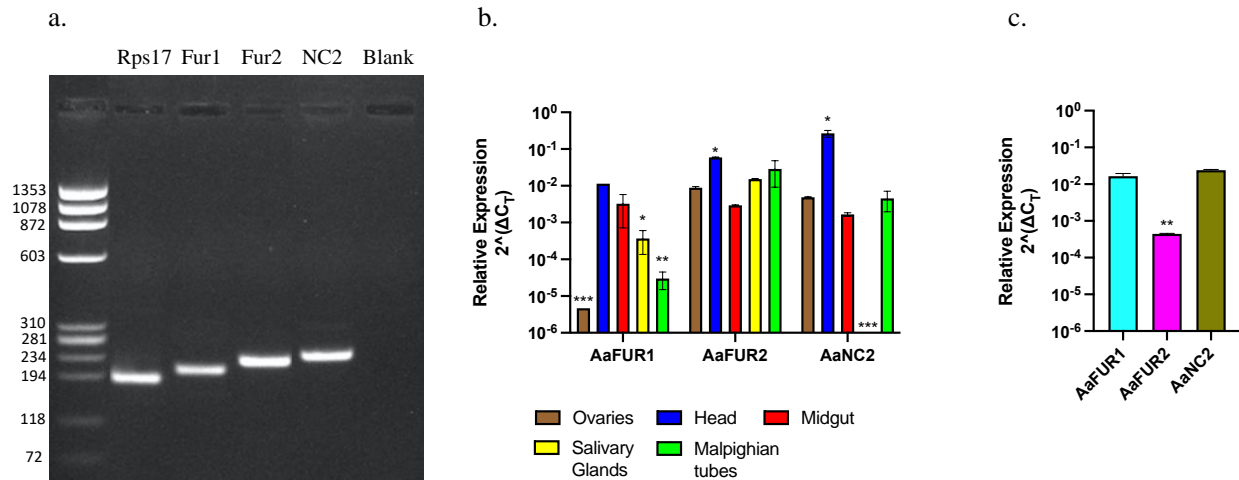 a.
Rps17 Fur1 Fur2 NC2 Blank
1353
1078
872
603
310
281
234
194
118
72
b.
Relative Expression
2^(ΔC_T)
10^0
10^-1
10^-2
10^-3
10^-4
10^-5
10^-6
***
*
**
*
*
***
AaFUR1 AaFUR2 AaNC2
Ovaries Head Midgut
Salivary Glands
Malpighian tubes
c.
Relative Expression
2^(ΔC_T)
10^0
10^-1
10^-2
10^-3
10^-4
10^-5
10^-6
**
AaFUR1
AaFUR2
AaNC2